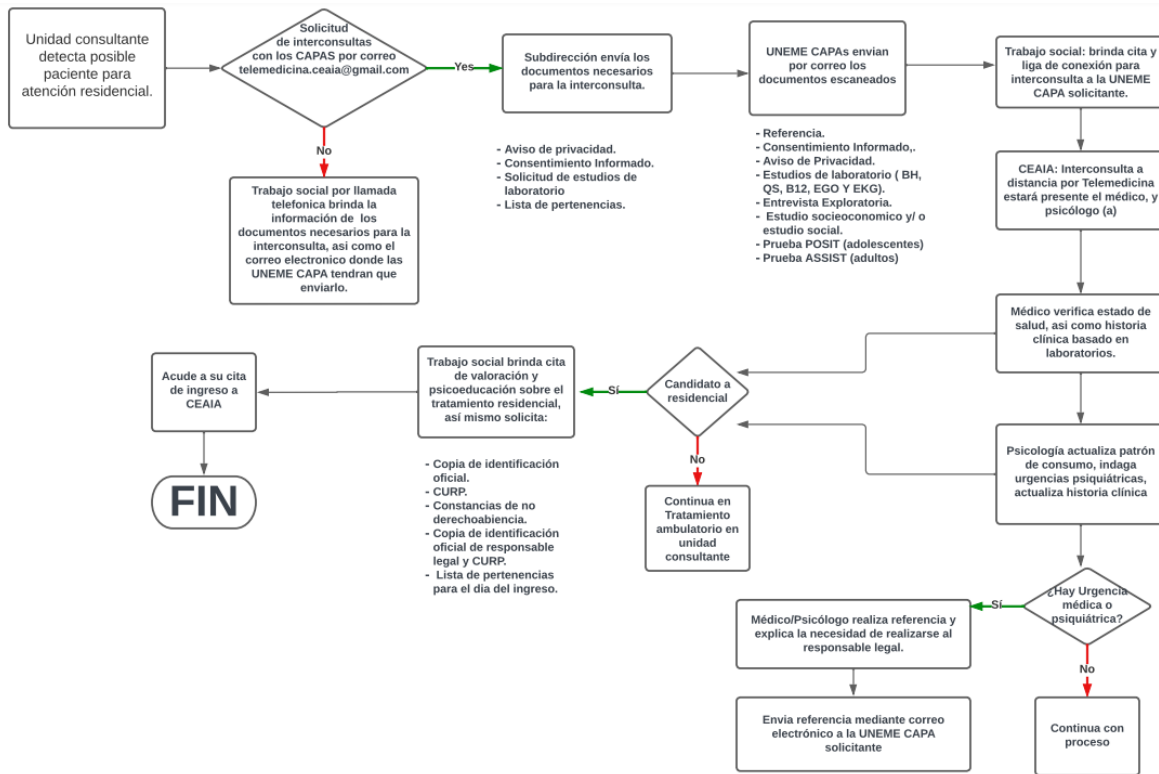 Unidad consultante
detecta posible
paciente para
atención residencial.
Solicitud
de interconsultas
con los CAPAS por correo
telemedicina.ceaia@gmail.com
Yes
No
Trabajo social por llamada
telefonica brinda la
información de los
documentos necesarios para la
interconsulta, asi como el
correo electronico donde las
UNEME CAPA tendran que
enviarlo.
Subdirección envía los
documentos necesarios
para la interconsulta.
- Aviso de privacidad.
- Consentimiento Informado.
- Solicitud de estudios de
laboratorio
- Lista de pertenencias.
UNEME CAPAs envian
por correo los
documentos escaneados
- Referencia.
- Consentimiento Informado,.
- Aviso de Privacidad.
- Estudios de laboratorio ( BH,
QS, B12, EGO Y EKG).
- Entrevista Exploratoria.
- Estudio socieoconomico y/ o
estudio social.
- Prueba POSIT (adolescentes)
- Prueba ASSIST (adultos)
Trabajo social: brinda cita y
liga de conexión para
interconsulta a la UNEME
CAPA solicitante.
CEAIA: Interconsulta a
distancia por Telemedicina
estará presente el médico, y
psicólogo (a)
Médico verifica estado de
salud, asi como historia
clínica basado en
laboratorios.
Psicología actualiza patrón
de consumo, indaga
urgencias psiquiátricas,
actualiza historia clínica
¿Hay Urgencia
médica o
psiquiátrica?
Sí
No
Continua con
proceso
Médico/Psicólogo realiza referencia y
explica la necesidad de realizarse al
responsable legal.
Envia referencia mediante correo
electrónico a la UNEME CAPA
solicitante
Candidato a
residencial
Sí
No
Continua en
Tratamiento
ambulatorio en
unidad
consultante
Trabajo social brinda cita
de valoración y
psicoeducación sobre el
tratamiento residencial,
así mismo solicita:
- Copia de identificación
oficial.
- CURP.
- Constancias de no
derechoabiencia.
- Copia de identificación
oficial de responsable
legal y CURP.
- Lista de pertenencias
para el dia del ingreso.
Acude a su cita
de ingreso a
CEAIA
FIN